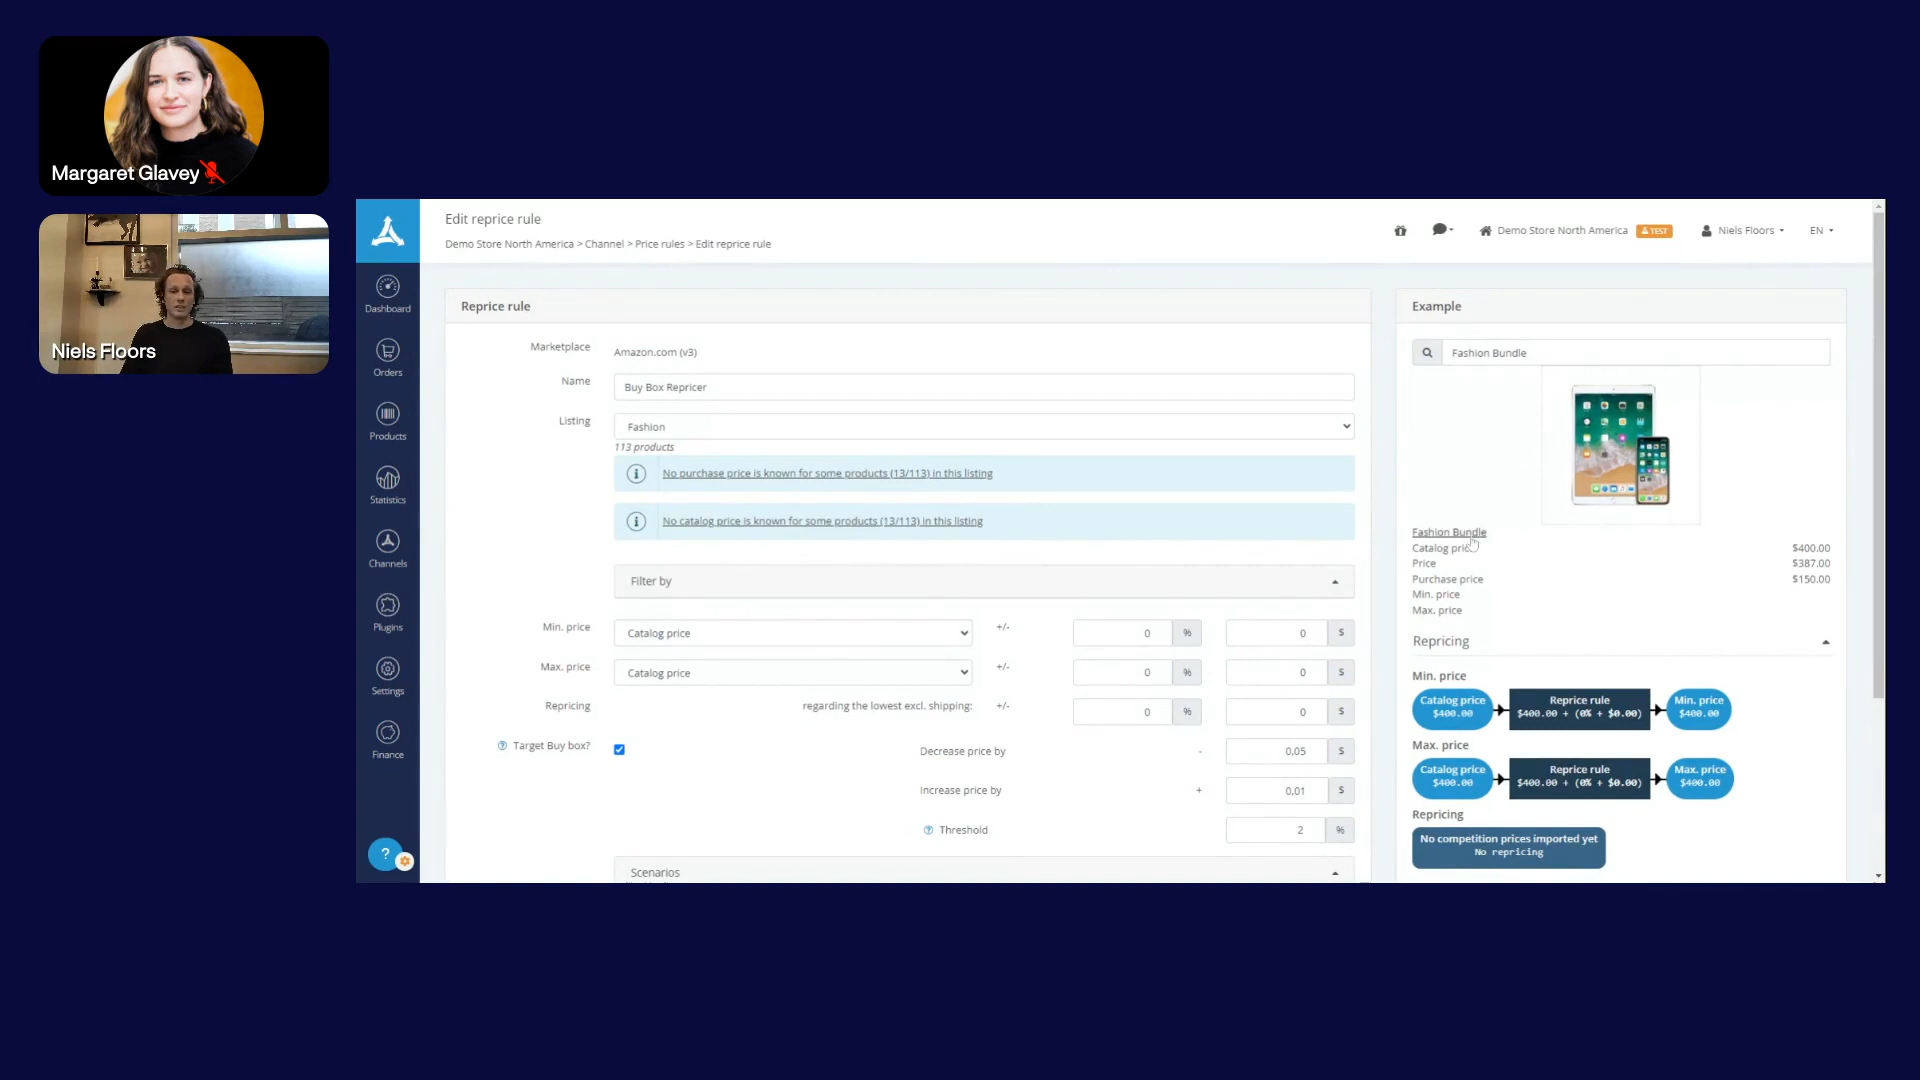 Margaret Glavey
Niels Floors
Edit reprice rule
Demo Store North America > Channel > Price rules > Edit reprice rule
Demo Store North America
TEST
Niels Floors
EN
Dashboard
Orders
Products
Statistics
Channels
Plugins
Settings
Finance
?
Reprice rule
Marketplace
Amazon.com (v3)
Name
Buy Box Repricer
Listing
Fashion
113 products
No purchase price is known for some products (13/113) in this listing
No catalog price is known for some products (13/113) in this listing
Filter by
Min. price
Catalog price
+/-
0 %
0 $
Max. price
Catalog price
+/-
0 %
0 $
Repricing
regarding the lowest excl. shipping:
+/-
0 %
0 $
Target Buy box?
Decrease price by
-
0,05 $
Increase price by
+
0,01 $
Threshold
2 %
Scenarios
Example
Fashion Bundle
Fashion Bundle
Catalog price $400.00
Price $387.00
Purchase price $150.00
Min. price
Max. price
Repricing
Min. price
Catalog price
$400.00
Reprice rule
$400.00 + (0% + $0.00)
Min. price
$400.00
Max. price
Catalog price
$400.00
Reprice rule
$400.00 + (0% + $0.00)
Max. price
$400.00
Repricing
No competition prices imported yet
No repricing